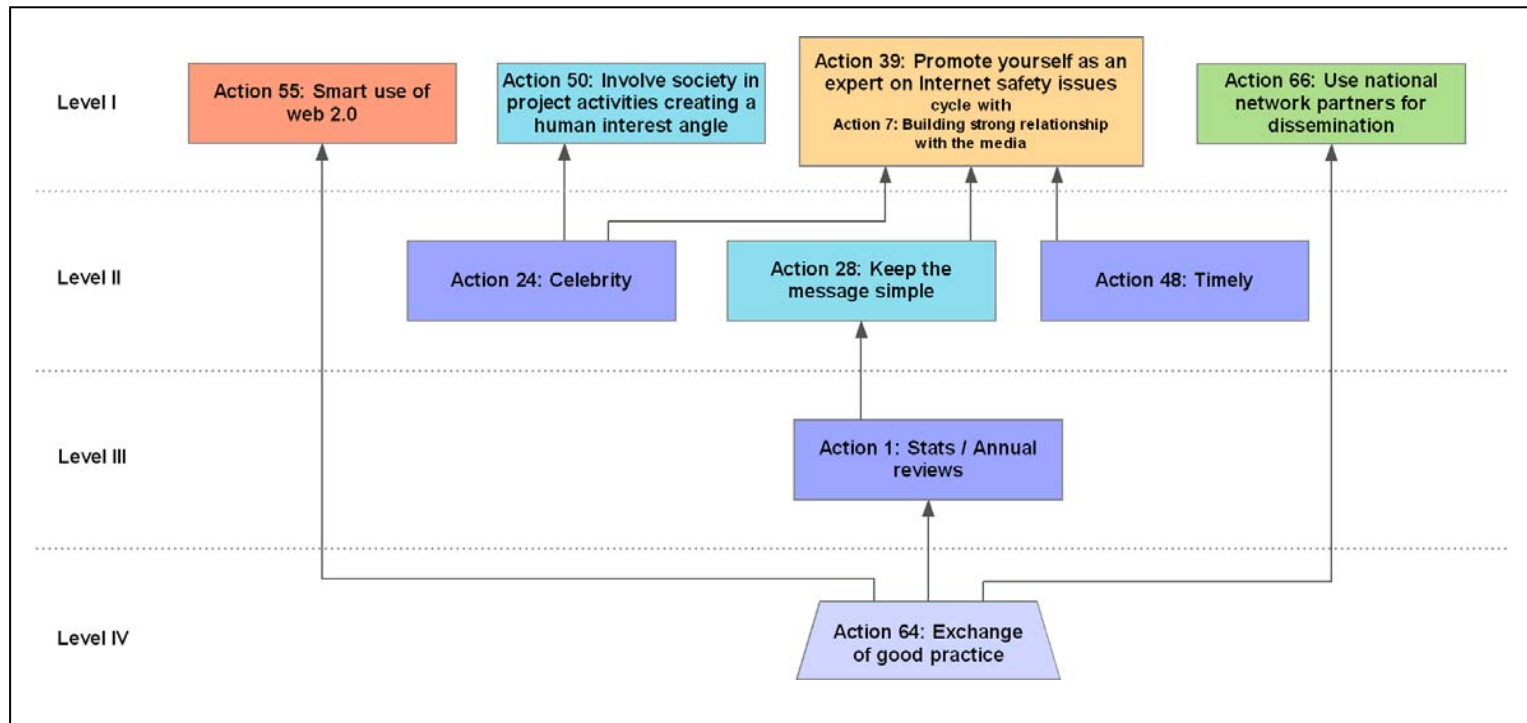 Level I
Action 55: Smart use of
web 2.0
Action 50: Involve society in
project activities creating a
human interest angle
Action 39: Promote yourself as an
expert on Internet safety issues
cycle with
Action 7: Building strong relationship
with the media
Action 66: Use national
network partners for
dissemination
Level II
Action 24: Celebrity
Action 28: Keep the
message simple
Action 48: Timely
Level III
Action 1: Stats / Annual
reviews
Level IV
Action 64: Exchange
of good practice